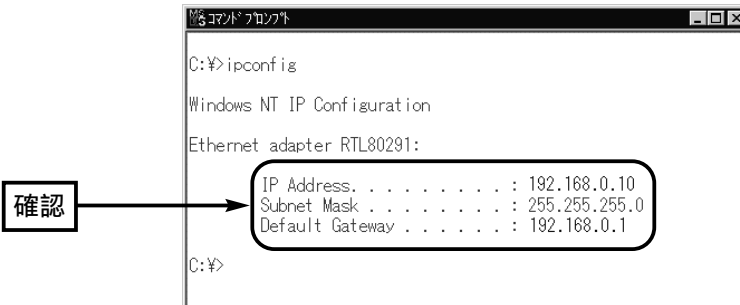 MS コマンド プロンプト
C:¥>ipconfig
Windows NT IP Configuration
Ethernet adapter RTL80291:
IP Address. . . . . . . . . : 192.168.0.10
Subnet Mask . . . . . . . . : 255.255.255.0
Default Gateway . . . . . . : 192.168.0.1
確認
C:¥>